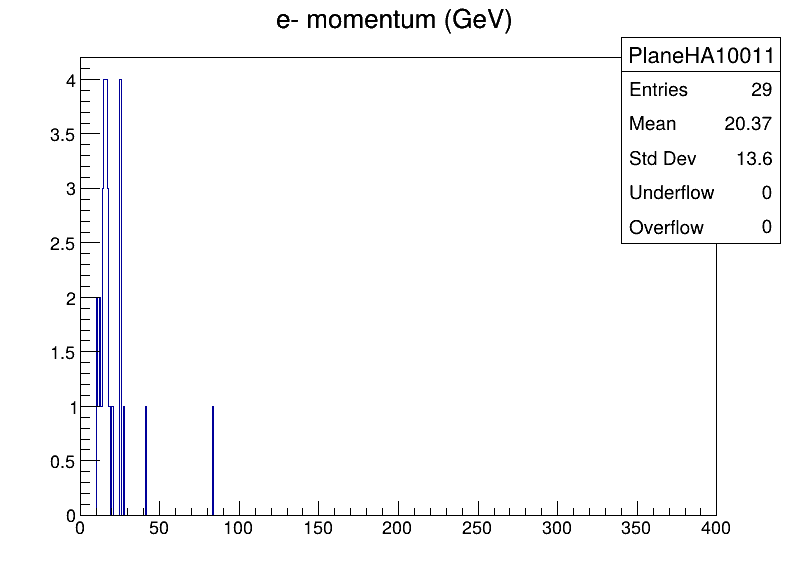 e- momentum (GeV)
PlaneHA10011
Entries 29
Mean 20.37
Std Dev 13.6
Underflow 0
Overflow 0
4
3.5
3
2.5
2
1.5
1
0.5
0
0 50 100 150 200 250 300 350 400